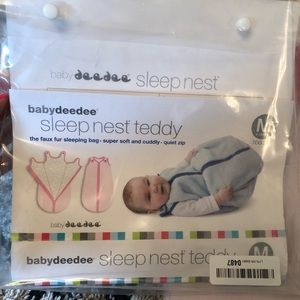 baby deedee sleep nest
babydeedee
sleep nest teddy
the faux fur sleeping bag · super soft and cuddly · quiet zip
M
baby deedee
babydeedee sleep nest teddy
M
0487